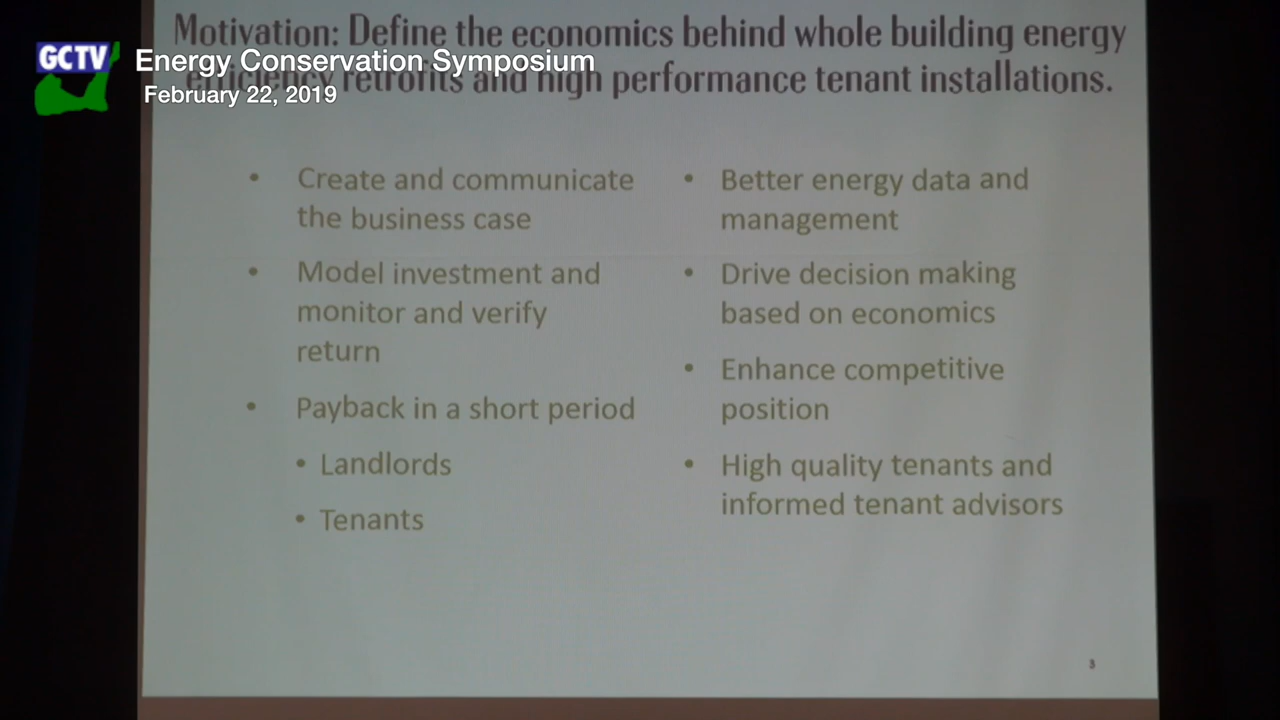 Motivation: Define the economics behind whole building energy
efficiency retrofits and high performance tenant installations.
GCTV
Energy Conservation Symposium
February 22, 2019
• Create and communicate
the business case
• Model investment and
monitor and verify
return
• Payback in a short period
• Landlords
• Tenants
• Better energy data and
management
• Drive decision making
based on economics
• Enhance competitive
position
• High quality tenants and
informed tenant advisors
3